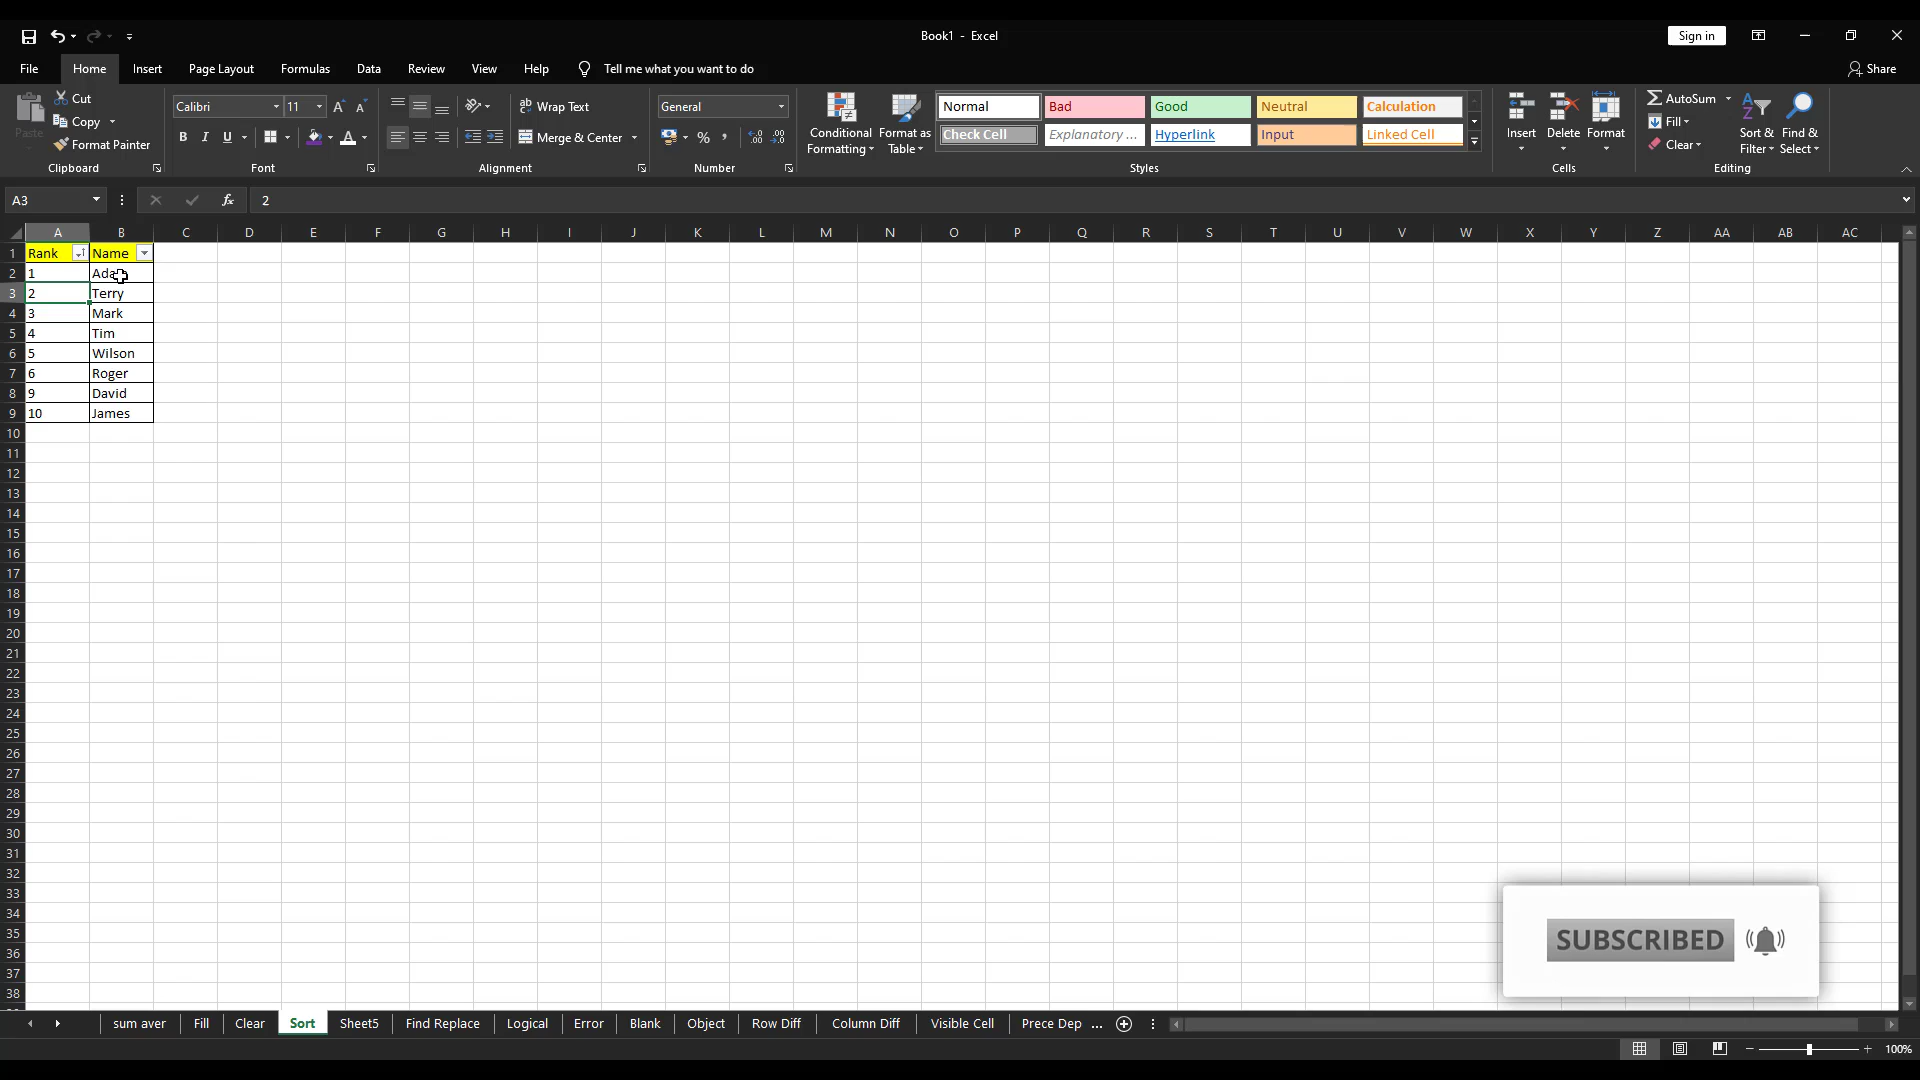 Book1 - Excel
Sign in
File Home Insert Page Layout Formulas Data Review View Help Tell me what you want to do Share
Paste
Cut
Copy
Format Painter
Clipboard
Calibri 11
B I U
Font
Wrap Text
Merge & Center
Alignment
General
Number
Conditional Formatting
Format as Table
Normal Bad Good Neutral Calculation
Check Cell Explanatory ... Hyperlink Input Linked Cell
Styles
Insert Delete Format
Cells
AutoSum
Fill
Clear
Sort & Filter
Find & Select
Editing
A3 fx 2
A B C D E F G H I J K L M N O P Q R S T U V W X Y Z AA AB AC
1 Rank Name
2 1
3 2 Terry
4 3 Mark
5 4 Tim
6 5 Wilson
7 6 Roger
8 9 David
9 10 James
10
11
12
13
14
15
16
17
18
19
20
21
22
23
24
25
26
27
28
29
30
31
32
33
34
35
36
37
38
SUBSCRIBED
sum aver Fill Clear Sort Sheet5 Find Replace Logical Error Blank Object Row Diff Column Diff Visible Cell Prece Dep ...
100%